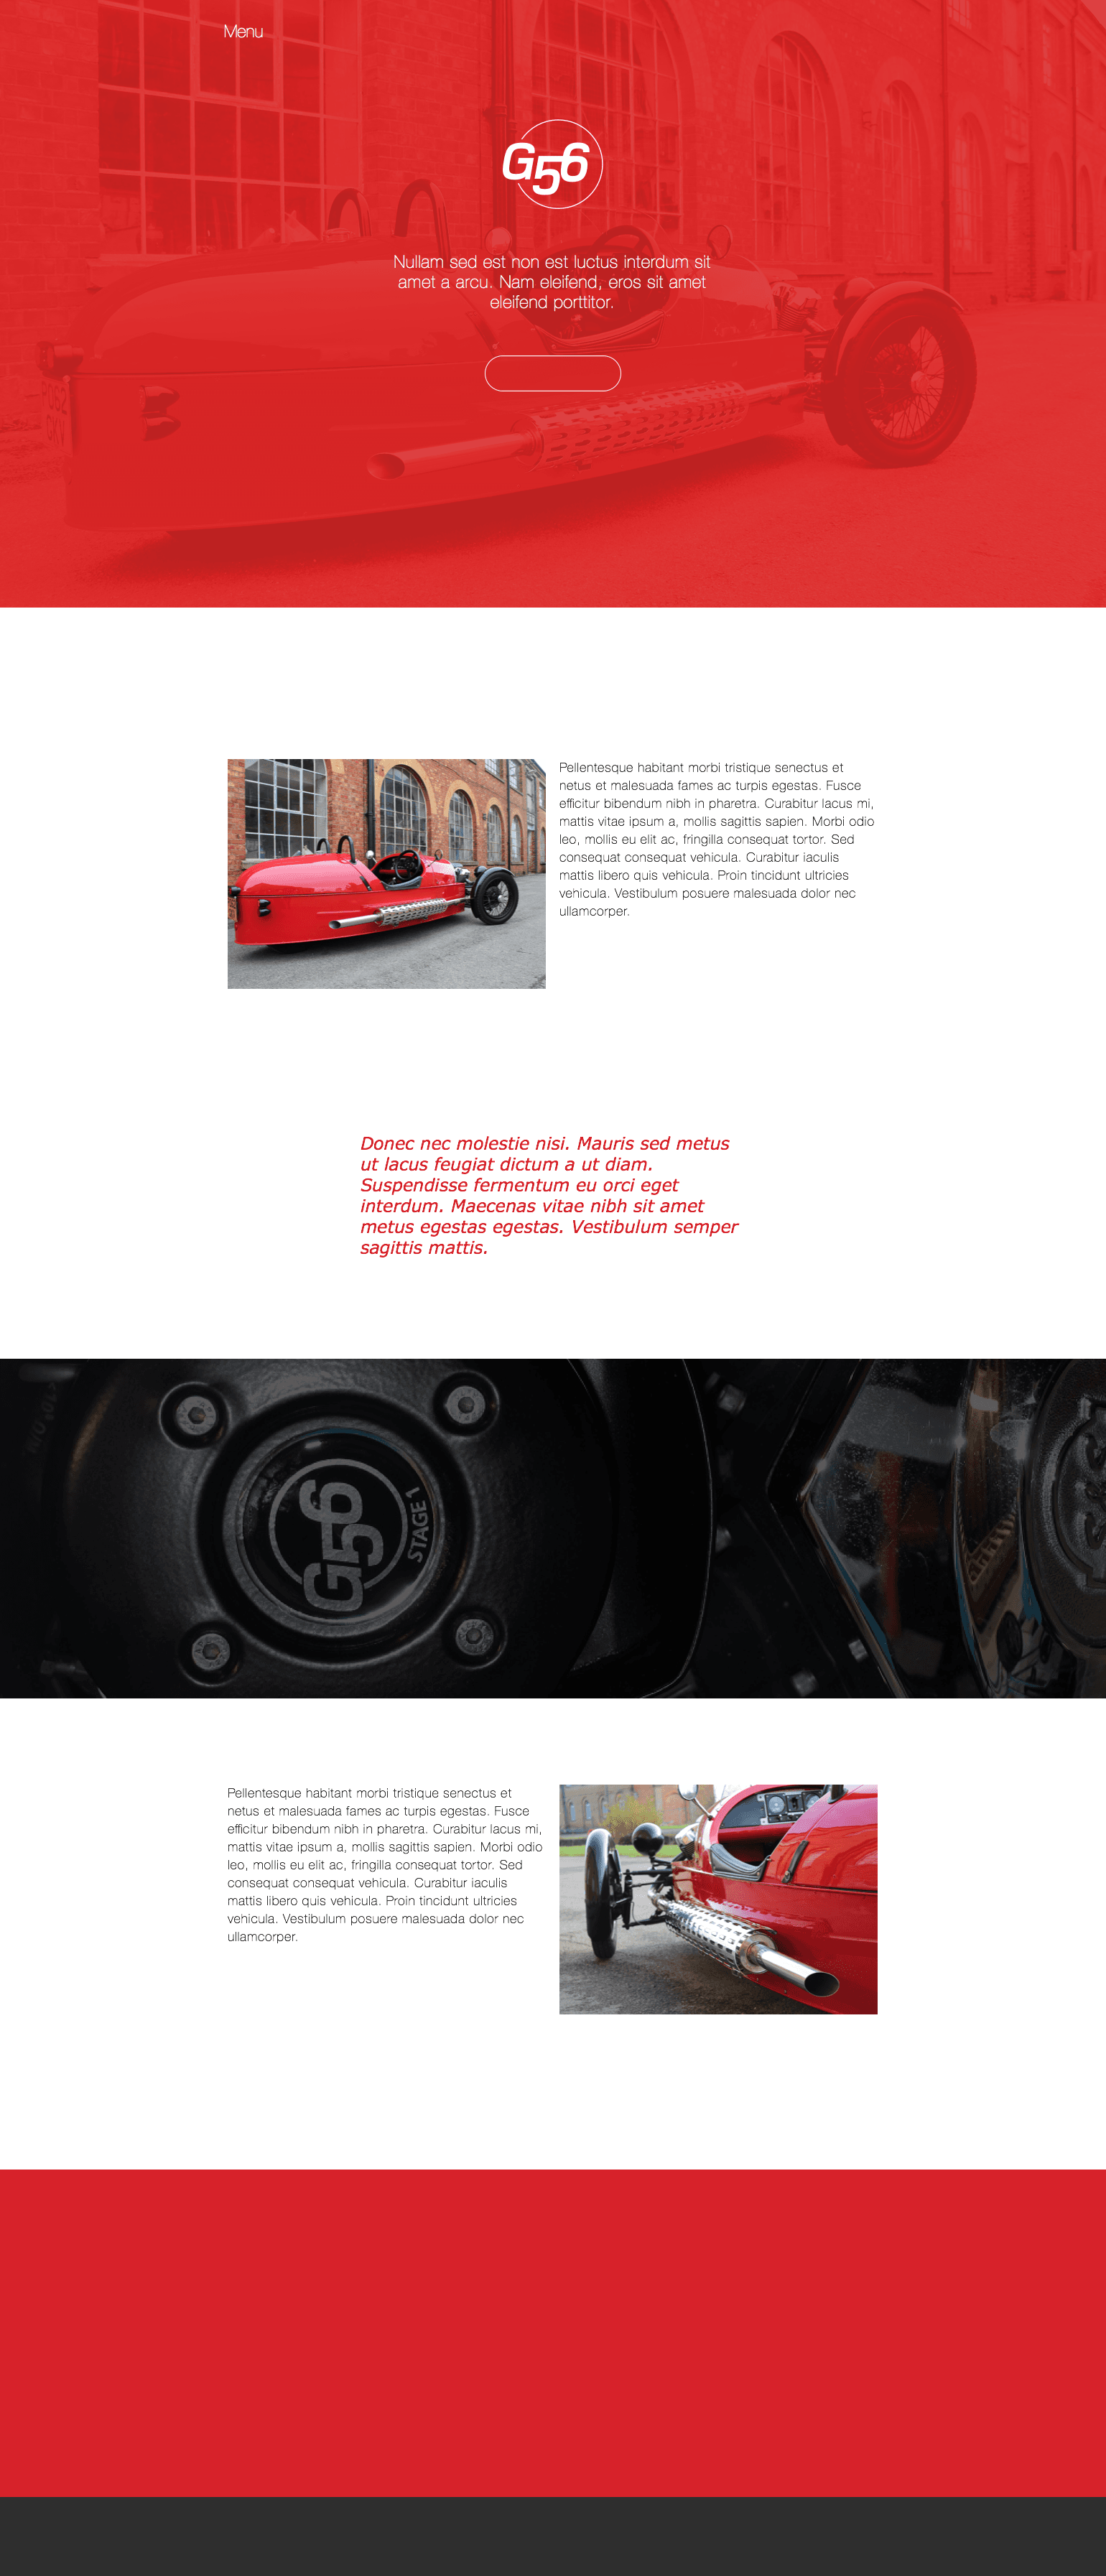 Menu
G56
Nullam sed est non est luctus interdum sit
amet a arcu. Nam eleifend, eros sit amet
eleifend porttitor.
Pellentesque habitant morbi tristique senectus et
netus et malesuada fames ac turpis egestas. Fusce
efficitur bibendum nibh in pharetra. Curabitur lacus mi,
mattis vitae ipsum a, mollis sagittis sapien. Morbi odio
leo, mollis eu elit ac, fringilla consequat tortor. Sed
consequat consequat vehicula. Curabitur iaculis
mattis libero quis vehicula. Proin tincidunt ultricies
vehicula. Vestibulum posuere malesuada dolor nec
ullamcorper.
Donec nec molestie nisi. Mauris sed metus
ut lacus feugiat dictum a ut diam.
Suspendisse fermentum eu orci eget
interdum. Maecenas vitae nibh sit amet
metus egestas egestas. Vestibulum semper
sagittis mattis.
G56
STAGE 1
Pellentesque habitant morbi tristique senectus et
netus et malesuada fames ac turpis egestas. Fusce
efficitur bibendum nibh in pharetra. Curabitur lacus mi,
mattis vitae ipsum a, mollis sagittis sapien. Morbi odio
leo, mollis eu elit ac, fringilla consequat tortor. Sed
consequat consequat vehicula. Curabitur iaculis
mattis libero quis vehicula. Proin tincidunt ultricies
vehicula. Vestibulum posuere malesuada dolor nec
ullamcorper.